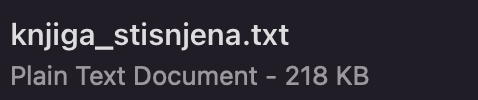 knjiga_stisnjena.txt
Plain Text Document - 218 KB